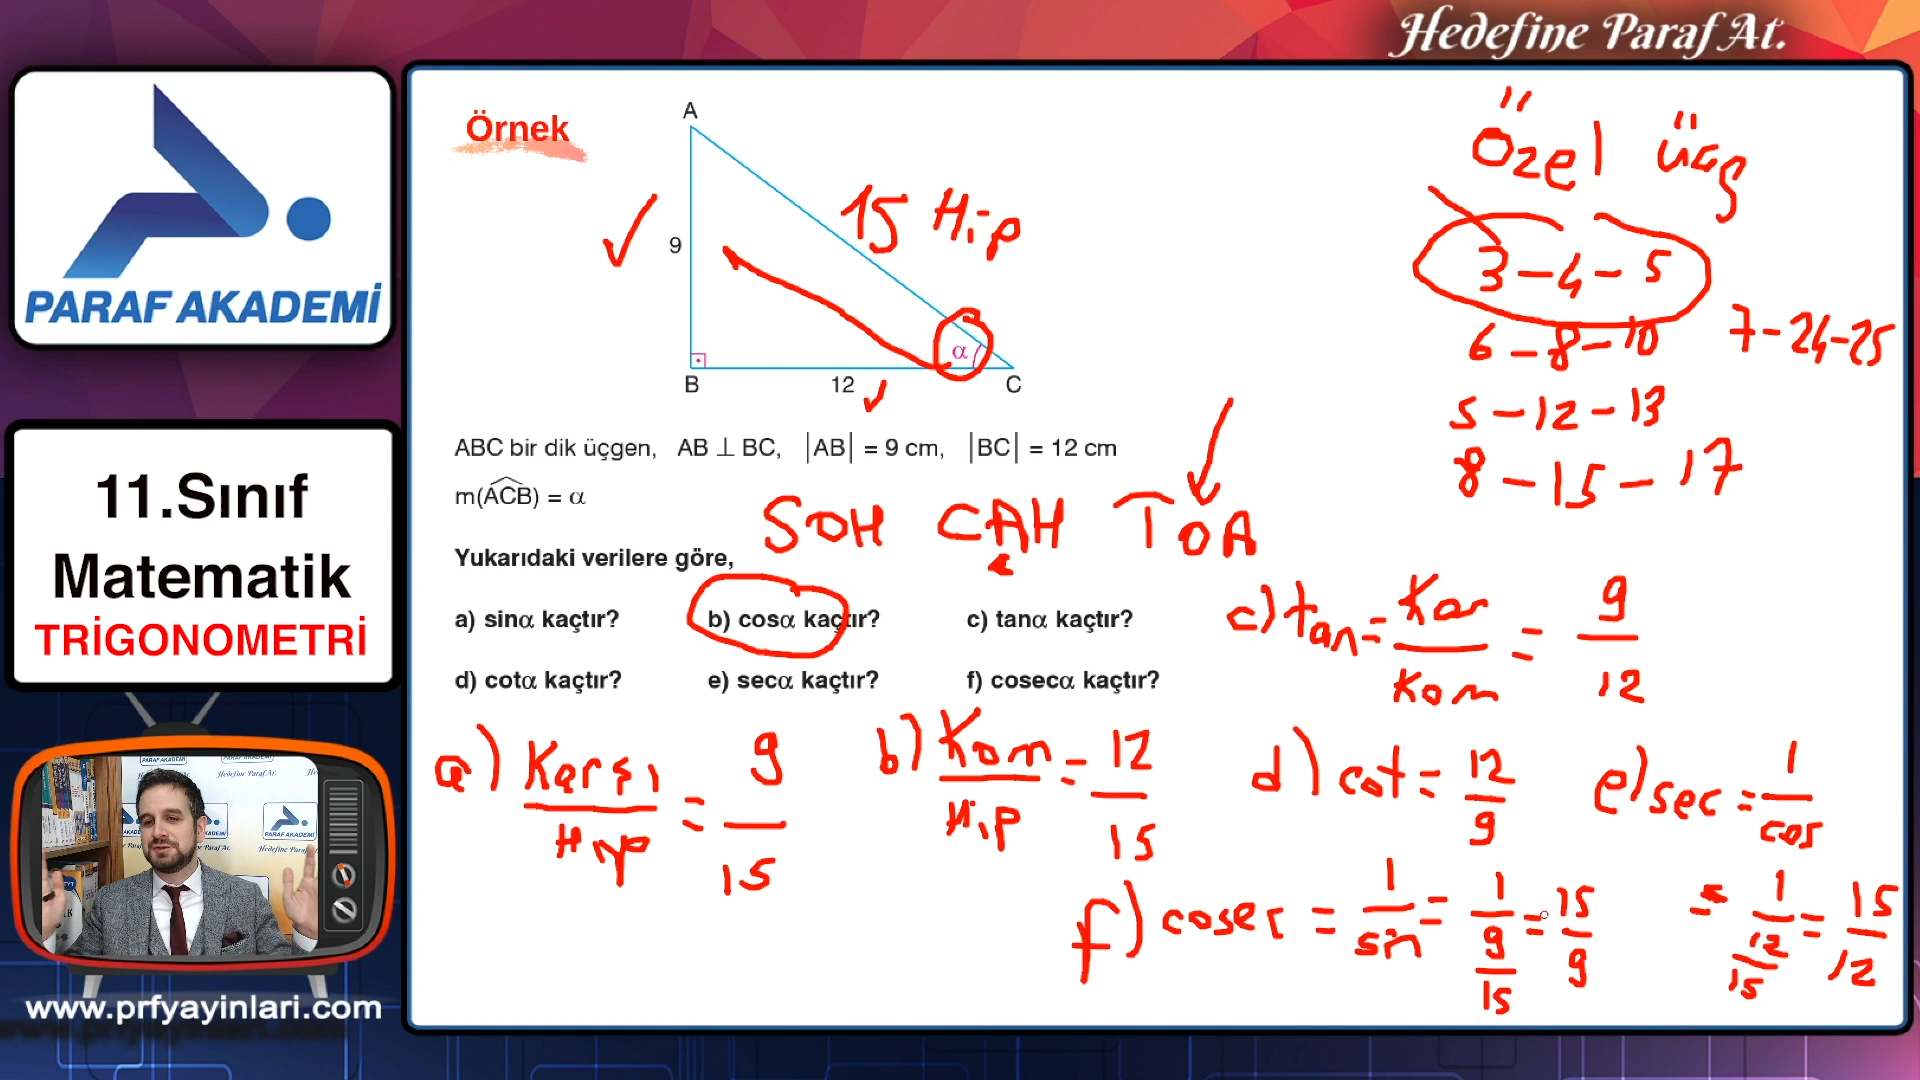 Hedefine Paraf At.
PARAF AKADEMİ
11.Sınıf
Matematik
TRİGONOMETRİ
www.prfyayinlari.com
Örnek
A
9
B
12
C
α
15 Hip
ABC bir dik üçgen, AB ⊥ BC, |AB| = 9 cm, |BC| = 12 cm
m(ACB) = α
SOH CAH TOA
Yukarıdaki verilere göre,
a) sinα kaçtır? b) cosα kaçtır? c) tanα kaçtır?
d) cotα kaçtır? e) secα kaçtır? f) cosecα kaçtır?
Özel üçg
3 – 4 – 5
6 – 8 – 10
7 – 24 – 25
5 – 12 – 13
8 – 15 – 17
c) tan = Kar/Kom = 9/12
a) Karşı/Hip = 9/15
b) Kom/Hip = 12/15
d) cot = 12/9
e) sec = 1/cos
= 1/12/15 = 15/12
f) cosec = 1/sin = 1/9/15 = 15/9
PARAF AKADEMİ
Hedefine Paraf At.